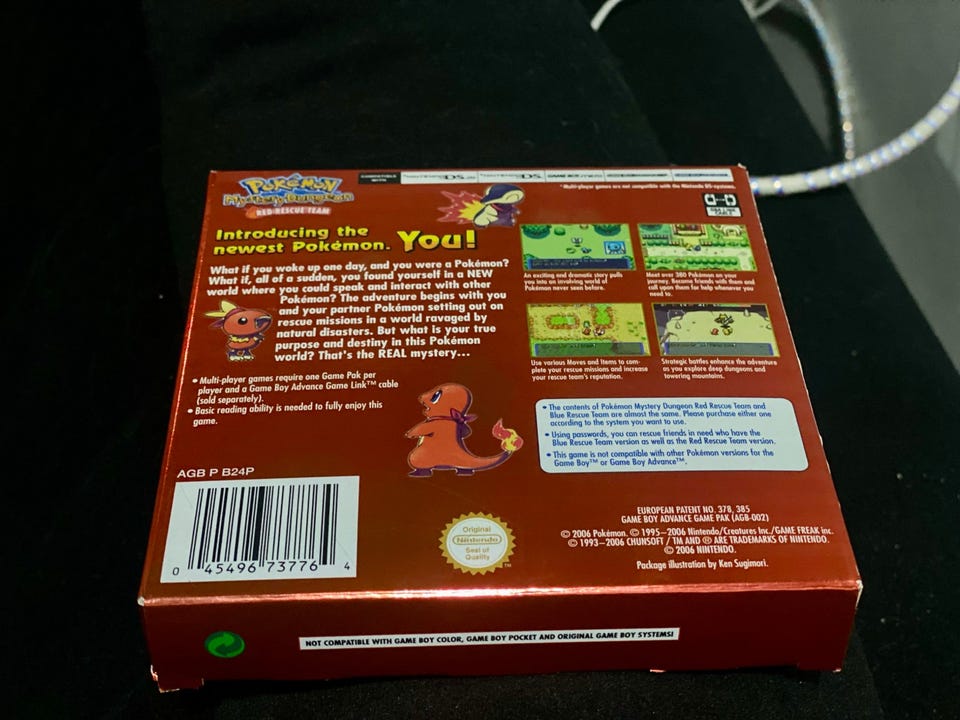 POKéMON
Mystery Dungeon
RED RESCUE TEAM
COMPATIBLE WITH
NINTENDO DS
GAME BOY
*Multi-player games are not compatible with the Nintendo DS-systems.
GBA LINK
CABLE
Introducing the
newest Pokémon. You!
What if you woke up one day, and you were a Pokémon?
What if, all of a sudden, you found yourself in a NEW
world where you could speak and interact with other
Pokémon? The adventure begins with you
and your partner Pokémon setting out on
rescue missions in a world ravaged by
natural disasters. But what is your true
purpose and destiny in this Pokémon
world? That's the REAL mystery...
• Multi-player games require one Game Pak per
player and a Game Boy Advance Game Link™ cable
(sold separately).
• Basic reading ability is needed to fully enjoy this
game.
An exciting and dramatic story pulls
you into an involving world of
Pokémon never seen before.
Meet over 380 Pokémon on your
journey. Become friends with them and
call upon them for help whenever you
need to.
Use various Moves and Items to com-
plete your rescue missions and increase
your rescue team's reputation.
Strategic battles enhance the adventure
as you explore deep dungeons and
towering mountains.
• The contents of Pokémon Mystery Dungeon Red Rescue Team and
Blue Rescue Team are almost the same. Please purchase either one
according to the system you want to use.
• Using passwords, you can rescue friends in need who have the
Blue Rescue Team version as well as the Red Rescue Team version.
• This game is not compatible with other Pokémon versions for the
Game Boy™ or Game Boy Advance™.
AGB P B24P
0 45496 73776 4
Original
Nintendo
Seal of
Quality
TM
EUROPEAN PATENT NO. 378, 385
GAME BOY ADVANCE GAME PAK (AGB-002)
© 2006 Pokémon. © 1995–2006 Nintendo/Creatures Inc./GAME FREAK inc.
© 1993–2006 CHUNSOFT / TM AND ® ARE TRADEMARKS OF NINTENDO.
© 2006 NINTENDO.
Package illustration by Ken Sugimori.
NOT COMPATIBLE WITH GAME BOY COLOR, GAME BOY POCKET AND ORIGINAL GAME BOY SYSTEMS!